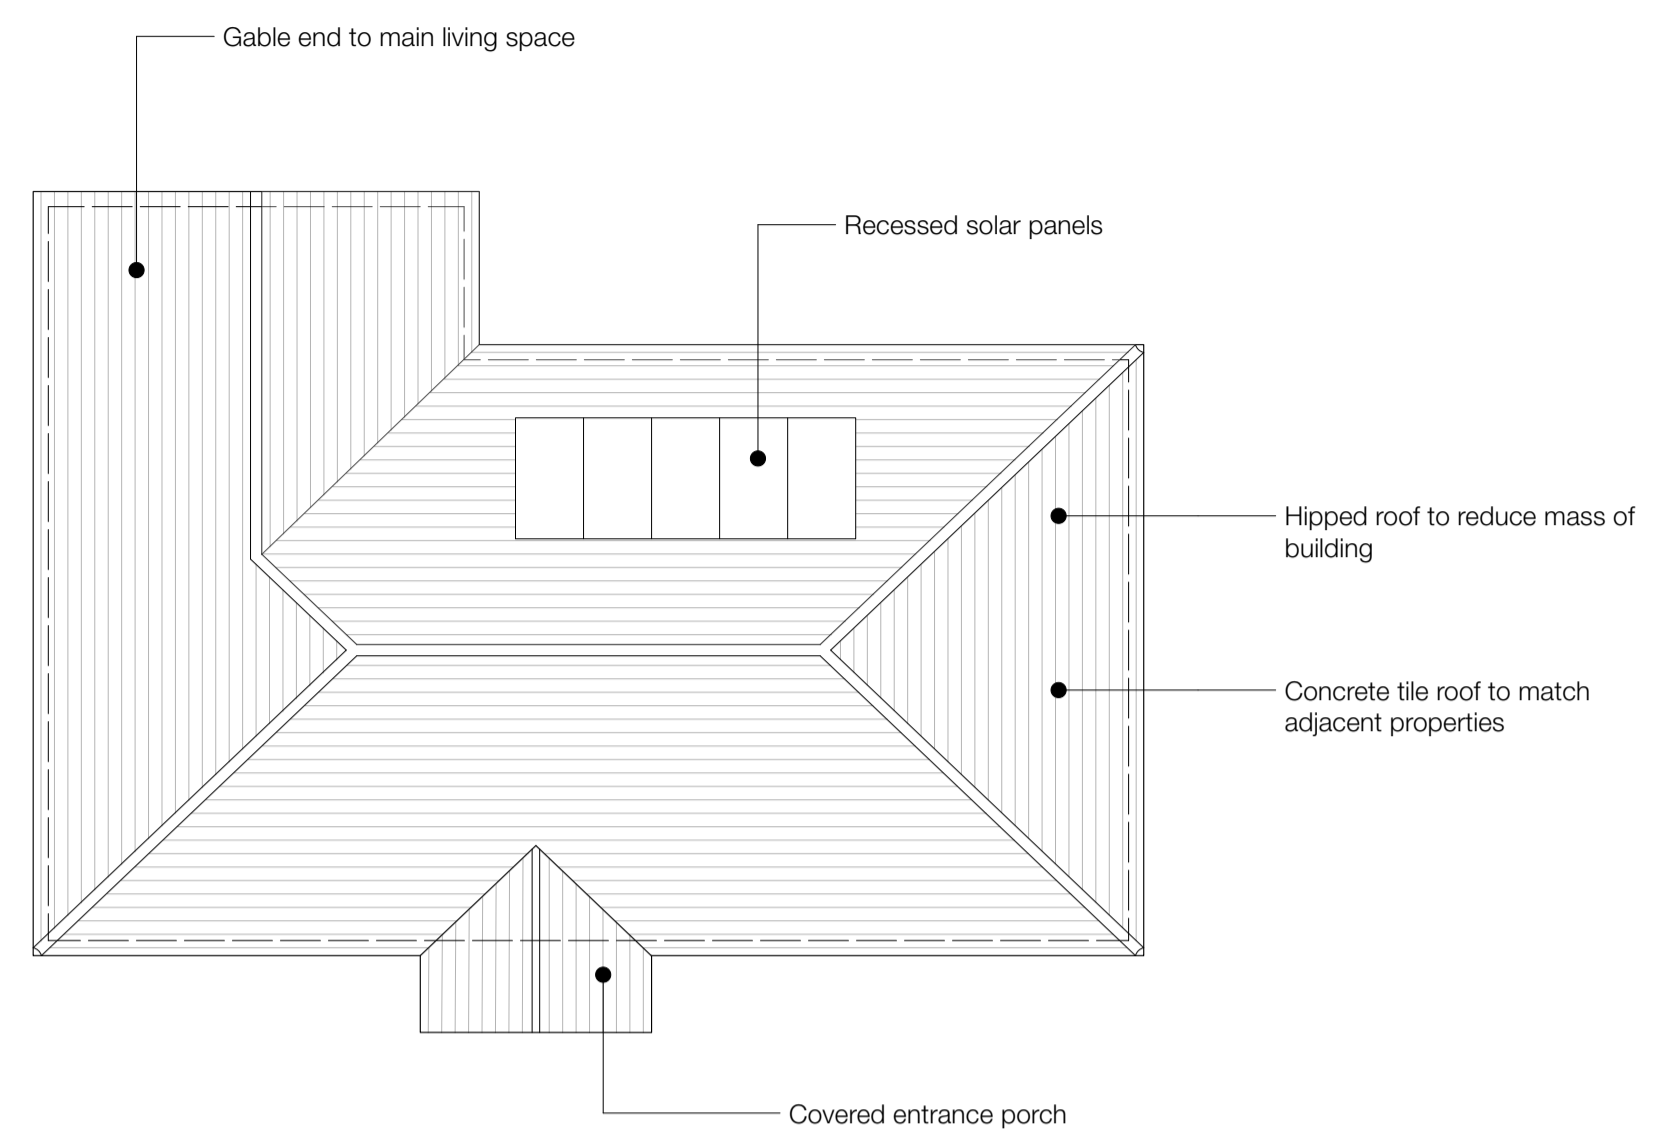 Gable end to main living space
Recessed solar panels
Hipped roof to reduce mass of
building
Concrete tile roof to match
adjacent properties
Covered entrance porch